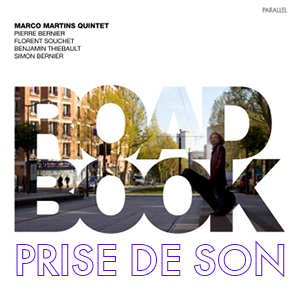 PARALLEL
MARCO MARTINS QUINTET
PIERRE BERNIER
FLORENT SOUCHET
BENJAMIN THIEBAULT
SIMON BERNIER
ROAD
BOOK
PRISE DE SON